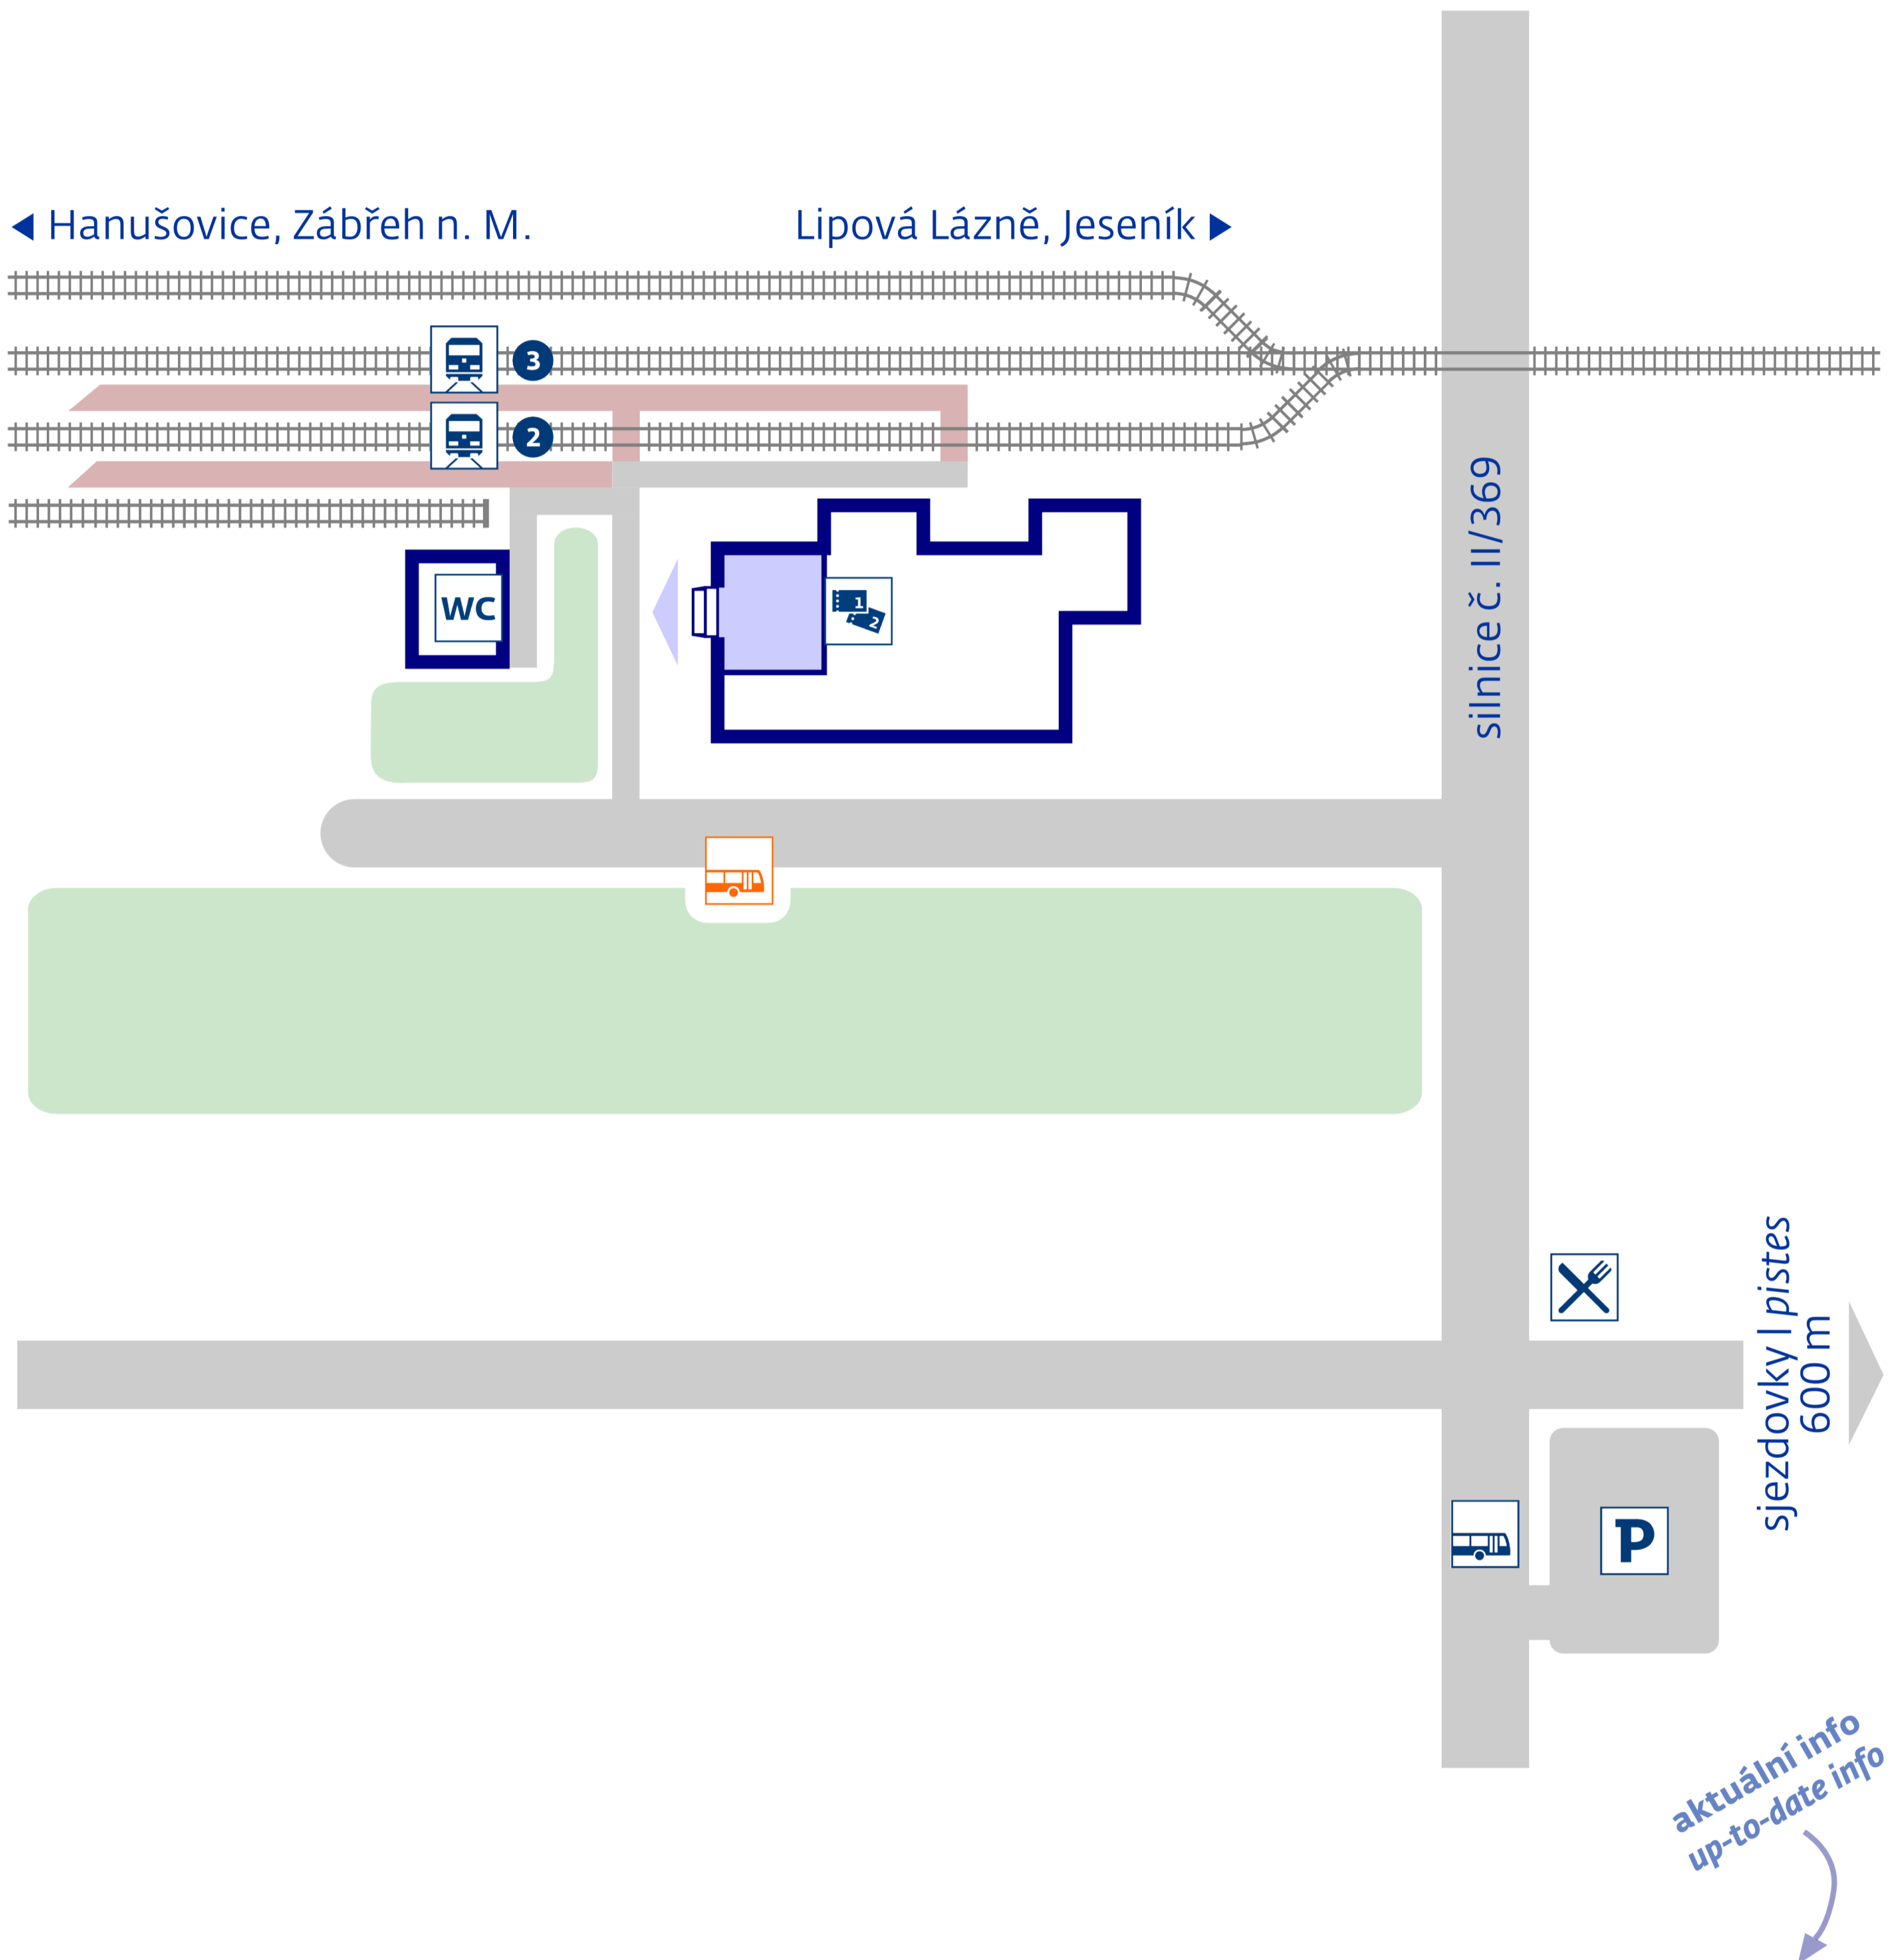 Hanušovice, Zábřeh n. M.
Lipová Lázně, Jeseník
3
2
WC
1
2
silnice č. II/369
sjezdovky | pistes
600 m
P
aktuální info
up-to-date info